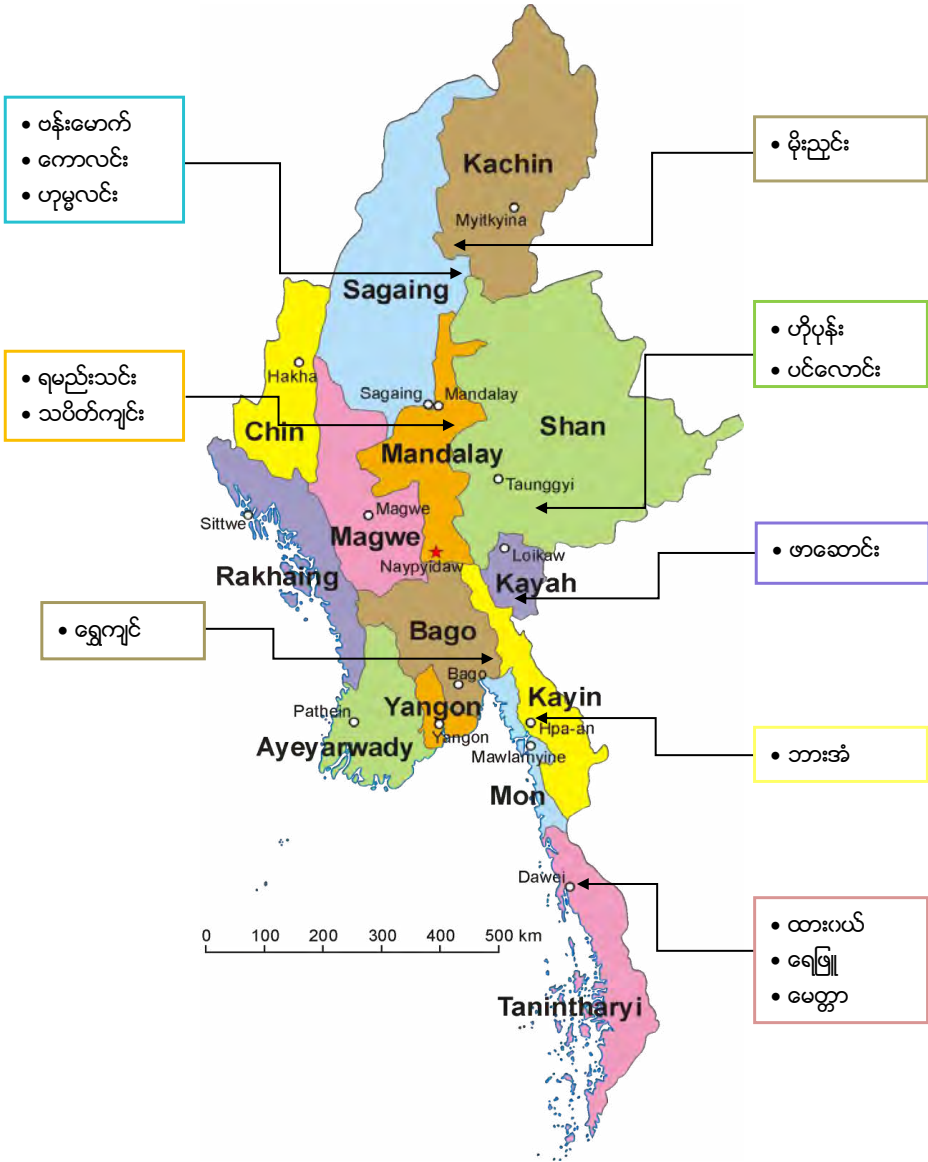 • ဗန်းမောက်
• ကောလင်း
• ဟုမ္မလင်း
Kachin
• မိုးညှင်း
Myitkyina
Sagaing
• ရမည်းသင်း
• သပိတ်ကျင်း
Hakha
Sagaing
Mandalay
• ဟိုပုန်း
• ပင်လောင်း
Chin
Mandalay
Shan
Taunggyi
Sittwe
Magwe
Magwe
Naypyidaw
Loikaw
• ဖာဆောင်း
Rakhaing
Kayah
• ရွှေကျင်
Bago
Bago
Kayin
Pathein
Yangon
Yangon
Hpa-an
Ayeyarwady
Mawlamyine
• ဘားအံ
Mon
Dawei
• ထားဝယ်
• ရေဖြူ
• မေတ္တာ
0 100 200 300 400 500 km
Tanintharyi